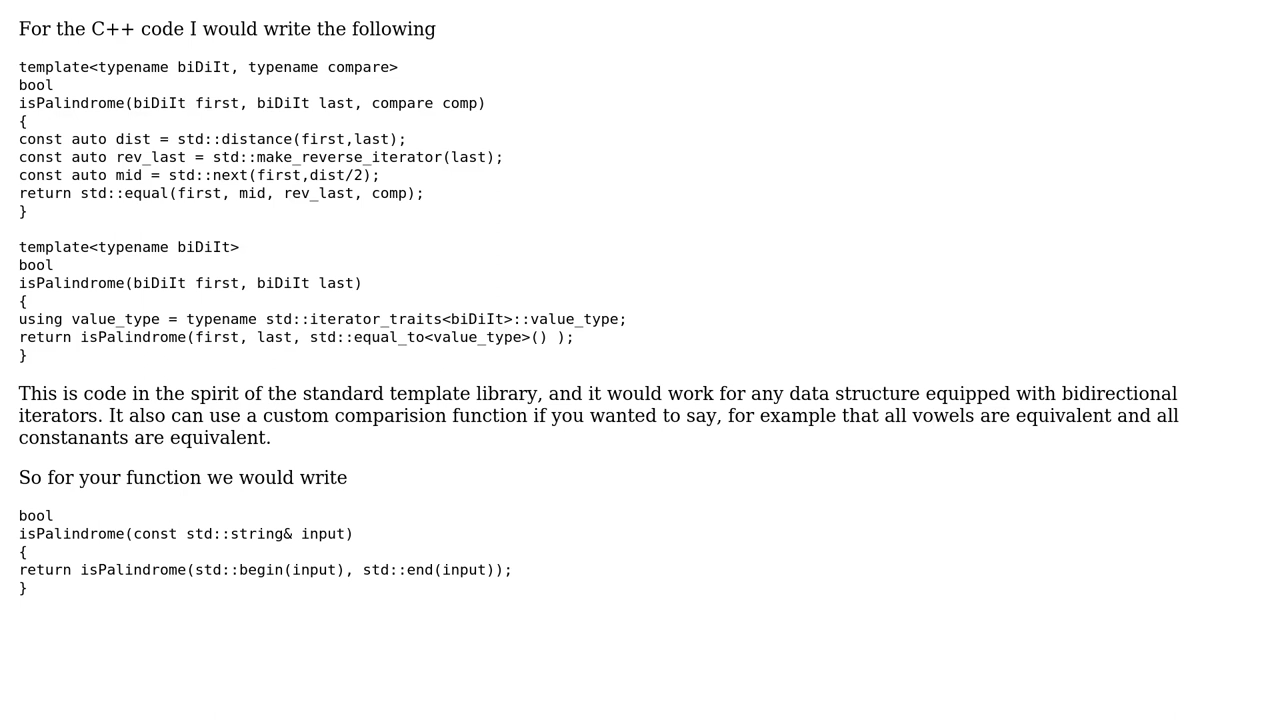 For the C++ code I would write the following
template<typename biDiIt, typename compare>
bool
isPalindrome(biDiIt first, biDiIt last, compare comp)
{
const auto dist = std::distance(first,last);
const auto rev_last = std::make_reverse_iterator(last);
const auto mid = std::next(first,dist/2);
return std::equal(first, mid, rev_last, comp);
}
template<typename biDiIt>
bool
isPalindrome(biDiIt first, biDiIt last)
{
using value_type = typename std::iterator_traits<biDiIt>::value_type;
return isPalindrome(first, last, std::equal_to<value_type>() );
}
This is code in the spirit of the standard template library, and it would work for any data structure equipped with bidirectional
iterators. It also can use a custom comparision function if you wanted to say, for example that all vowels are equivalent and all
constanants are equivalent.
So for your function we would write
bool
isPalindrome(const std::string& input)
{
return isPalindrome(std::begin(input), std::end(input));
}